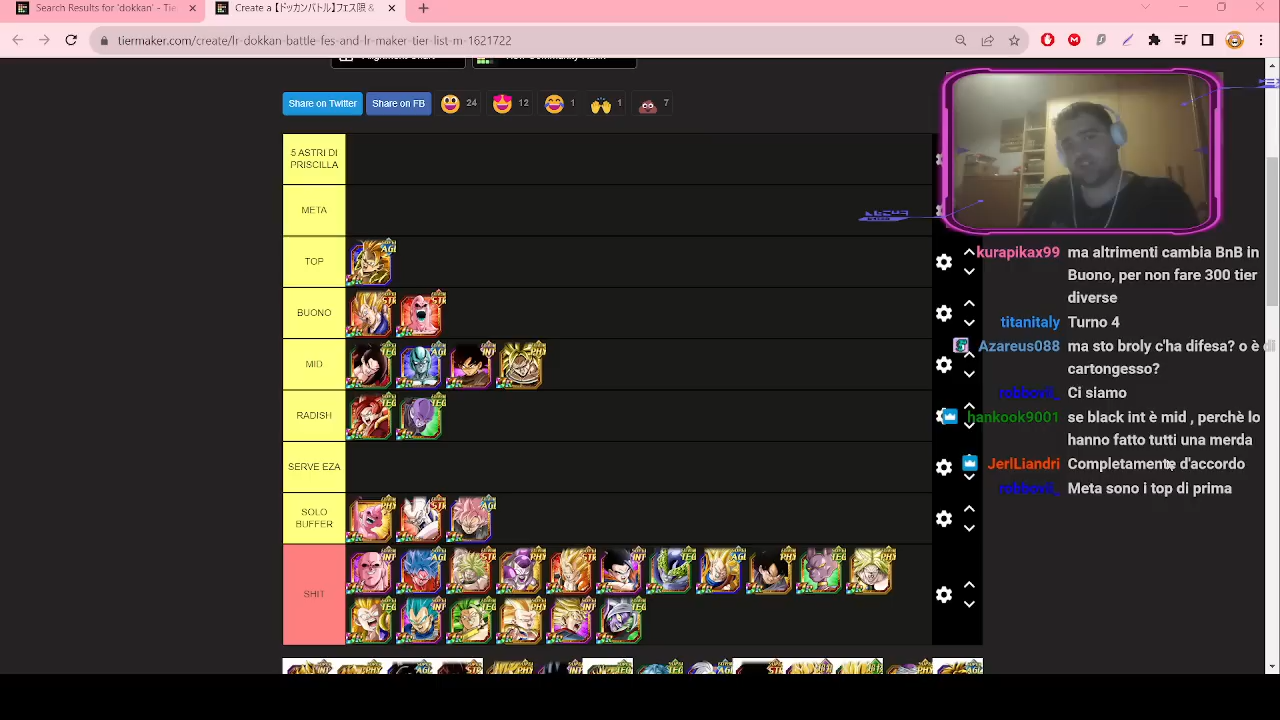 Search Results for 'dokkan' - Tie
Create a 【ドッカンバトル】フェス限 &
tiermaker.com/create/lr-dokkan-battle-fes-and-lr-maker-tier-list-m-1621722
Share on Twitter
Share on FB
24
12
1
1
7
5 ASTRI DI
PRISCILLA
META
TOP
BUONO
MID
RADISH
SERVE EZA
SOLO
BUFFER
SHIT
kurapikax99 ma altrimenti cambia BnB in
Buono, per non fare 300 tier
diverse
titanitaly Turno 4
Azareus088 ma sto broly c'ha difesa? o è di
cartongesso?
Ci siamo
hankook9001 se black int è mid , perchè lo
hanno fatto tutti una merda
JerlLiandri Completamente d'accordo
Meta sono i top di prima